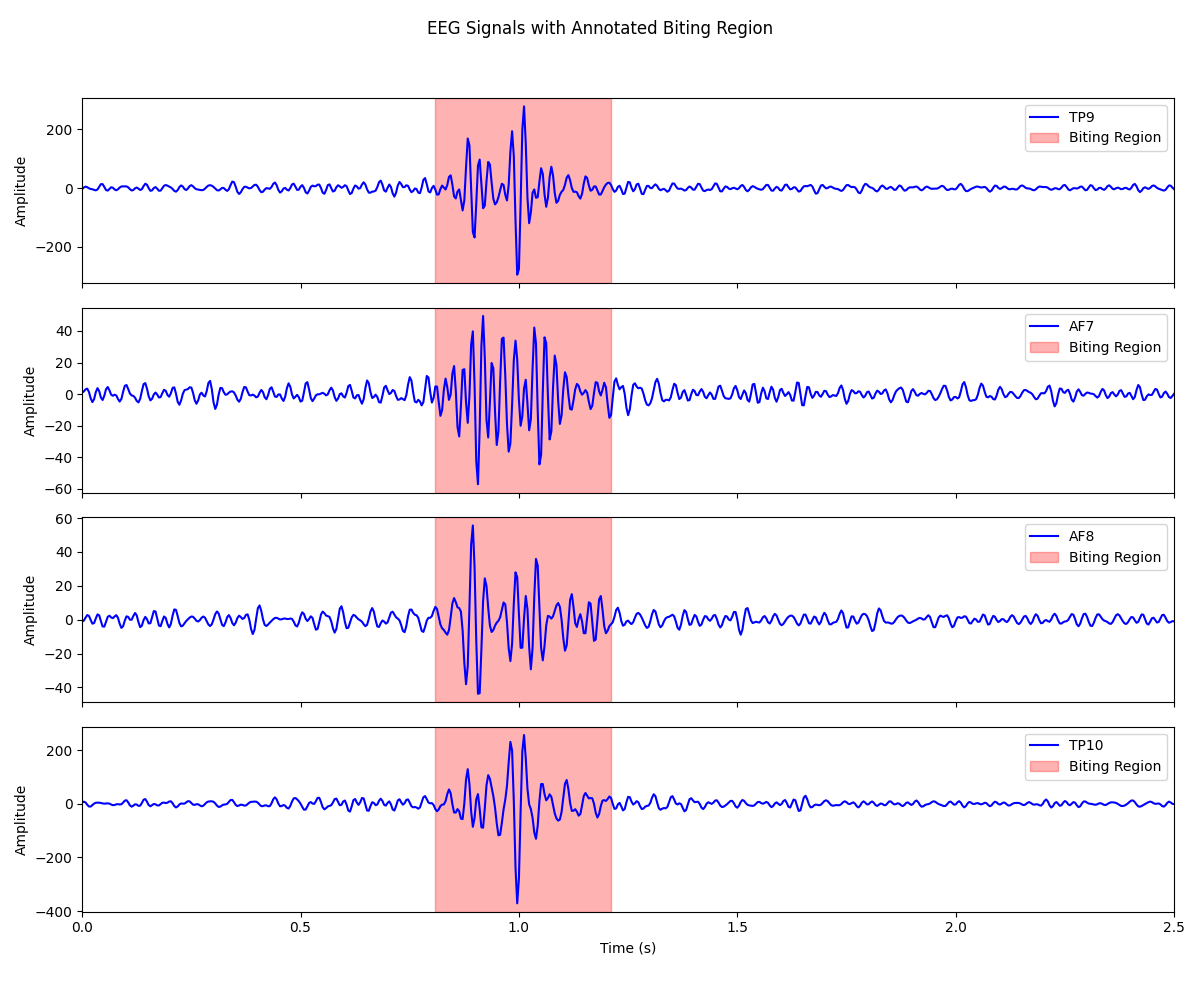 EEG Signals with Annotated Biting Region
200
0
−200
Amplitude
TP9
Biting Region
40
20
0
−20
−40
−60
Amplitude
AF7
Biting Region
60
40
20
0
−20
−40
Amplitude
AF8
Biting Region
200
0
−200
−400
Amplitude
TP10
Biting Region
0.0 0.5 1.0 1.5 2.0 2.5
Time (s)